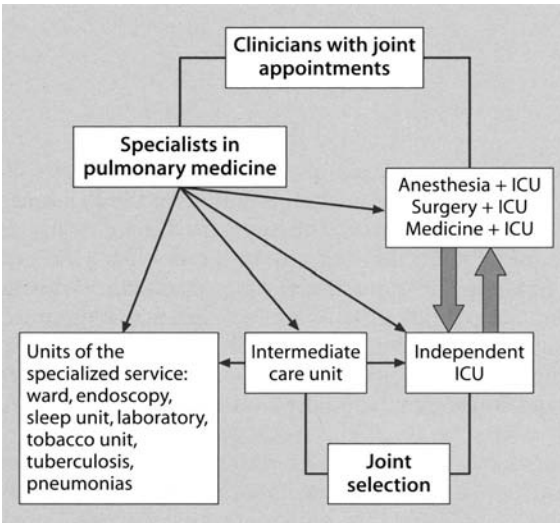 Clinicians with joint
appointments
Specialists in
pulmonary medicine
Anesthesia + ICU
Surgery + ICU
Medicine + ICU
Units of the
specialized service:
ward, endoscopy,
sleep unit, laboratory,
tobacco unit,
tuberculosis,
pneumonias
Intermediate
care unit
Independent
ICU
Joint
selection